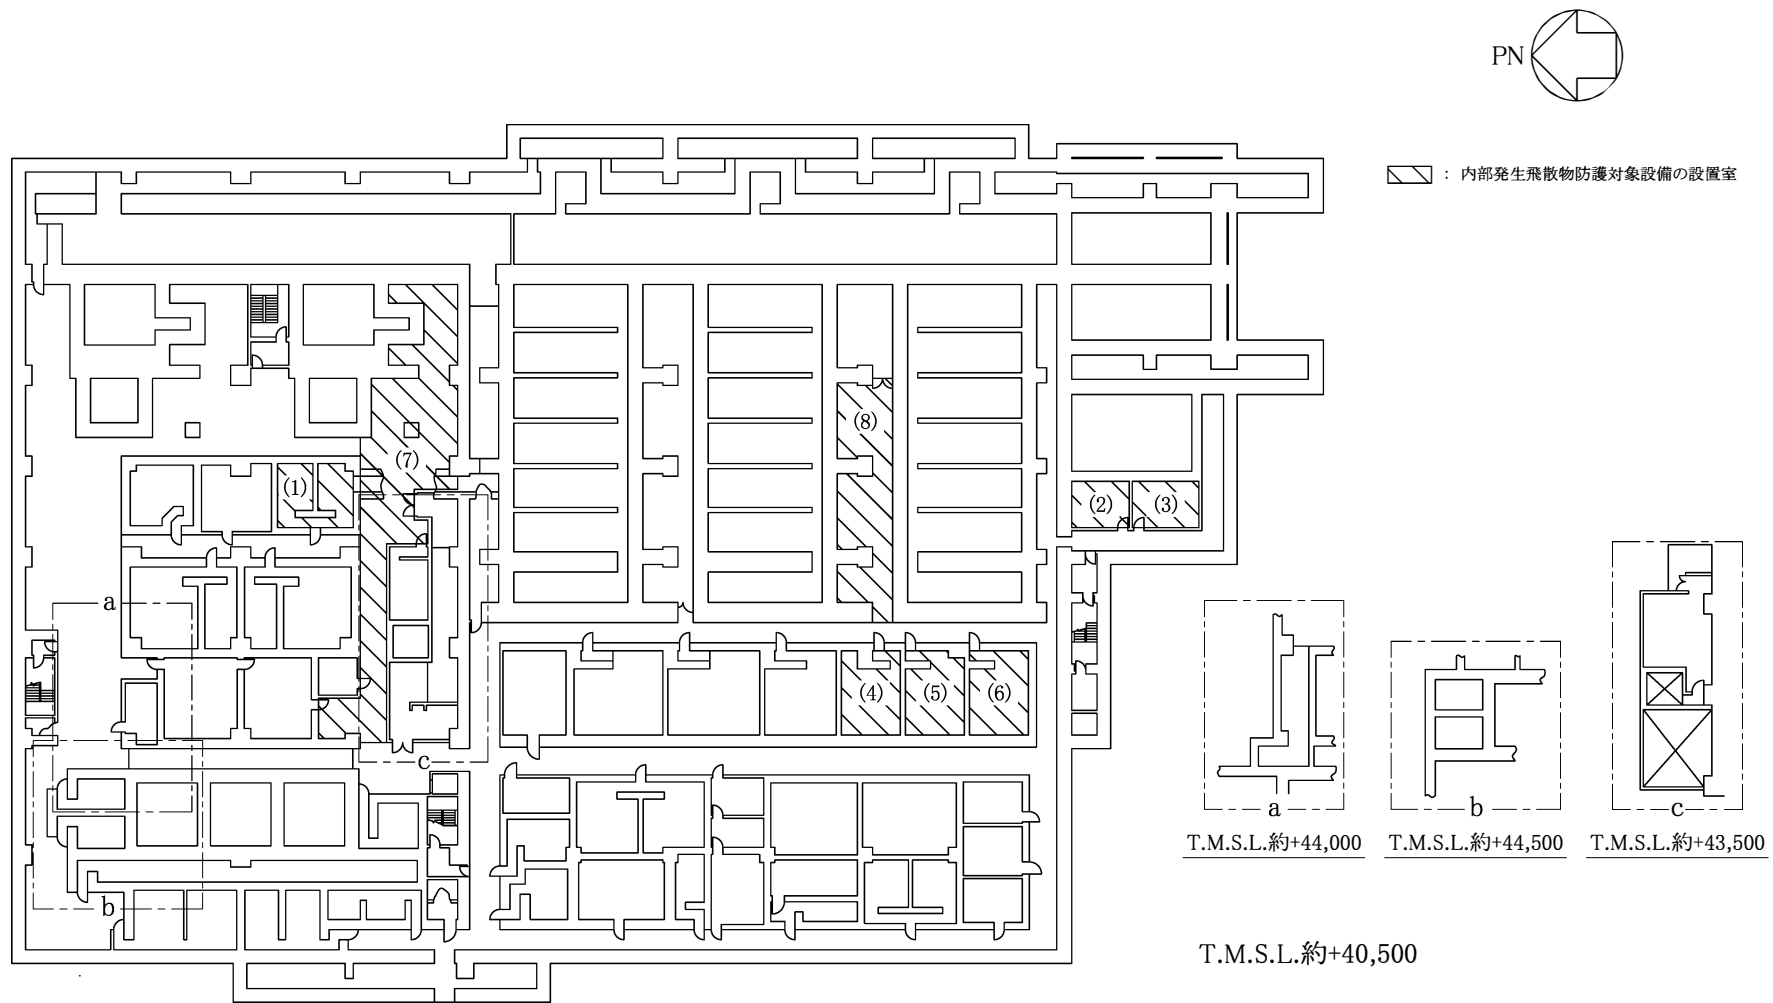 PN
：内部発生飛散物防護対象設備の設置室
(8)
(7)
(1)
(2)
(3)
a
(4)
(5)
(6)
c
b
a
T.M.S.L.約+44,000
b
T.M.S.L.約+44,500
c
T.M.S.L.約+43,500
T.M.S.L.約+40,500